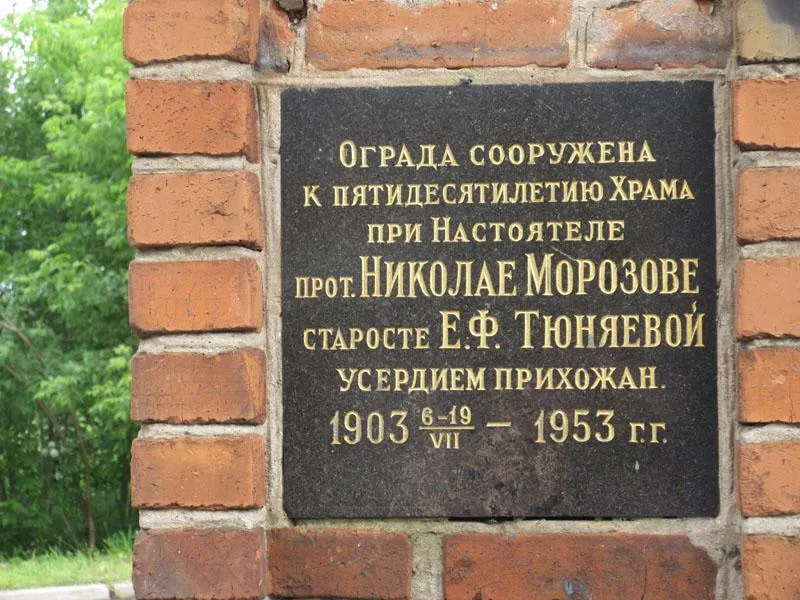 Ограда сооружена
к пятидесятилетию Храма
при Настоятеле
прот. Николае Морозове
старосте Е.Ф. Тюняевой
усердием прихожан.
1903 6-19/VII – 1953 г.г.